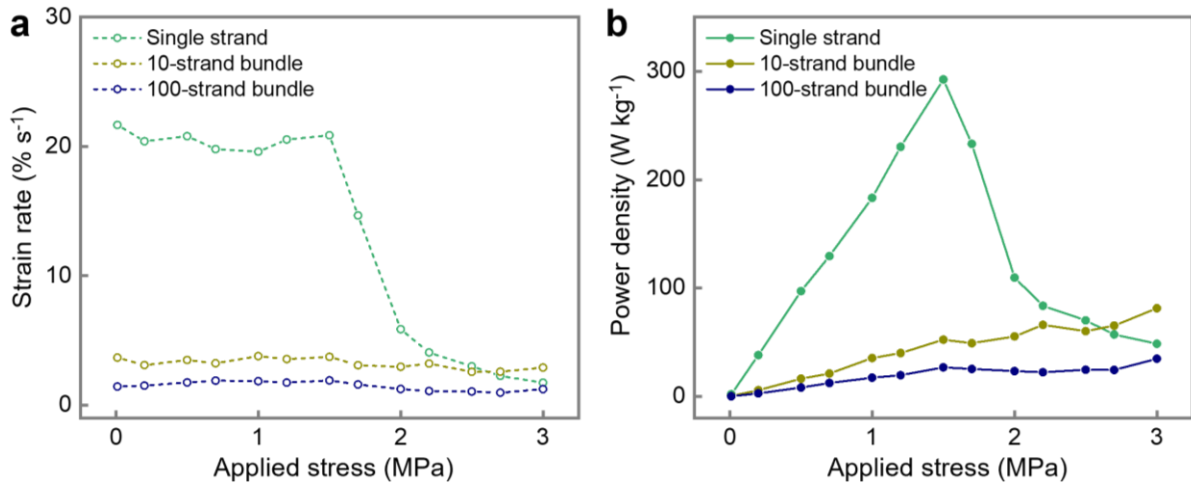 a
Single strand
10-strand bundle
100-strand bundle
30
20
10
0
Strain rate (% s-1)
0 1 2 3
Applied stress (MPa)
b
Single strand
10-strand bundle
100-strand bundle
300
200
100
0
Power density (W kg-1)
0 1 2 3
Applied stress (MPa)